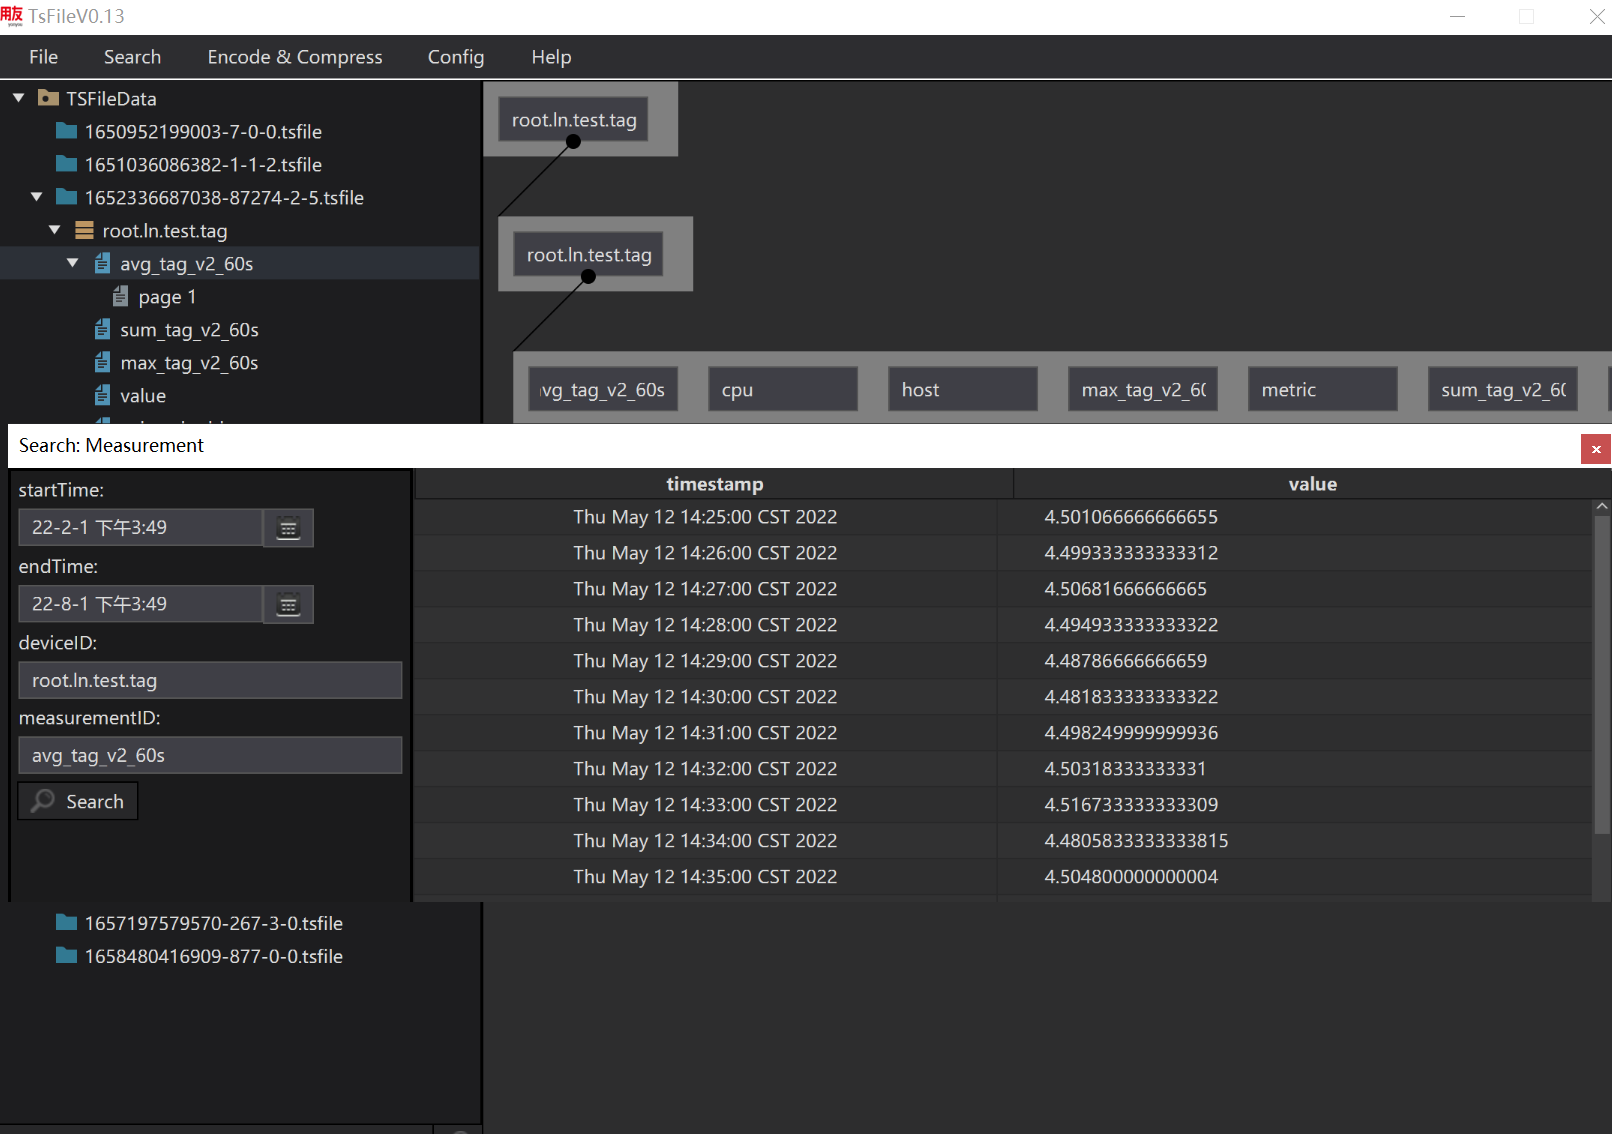 用友 TsFileV0.13
yonyou
File Search Encode & Compress Config Help
TSFileData
1650952199003-7-0-0.tsfile
1651036086382-1-1-2.tsfile
1652336687038-87274-2-5.tsfile
root.ln.test.tag
avg_tag_v2_60s
page 1
sum_tag_v2_60s
max_tag_v2_60s
value
root.ln.test.tag
root.ln.test.tag
vg_tag_v2_60s cpu host max_tag_v2_6 metric sum_tag_v2_6
Search: Measurement
startTime:
22-2-1 下午3:49
endTime:
22-8-1 下午3:49
deviceID:
root.ln.test.tag
measurementID:
avg_tag_v2_60s
Search
timestamp value
Thu May 12 14:25:00 CST 2022 4.501066666666655
Thu May 12 14:26:00 CST 2022 4.499333333333312
Thu May 12 14:27:00 CST 2022 4.50681666666665
Thu May 12 14:28:00 CST 2022 4.494933333333322
Thu May 12 14:29:00 CST 2022 4.48786666666659
Thu May 12 14:30:00 CST 2022 4.481833333333322
Thu May 12 14:31:00 CST 2022 4.498249999999936
Thu May 12 14:32:00 CST 2022 4.50318333333331
Thu May 12 14:33:00 CST 2022 4.516733333333309
Thu May 12 14:34:00 CST 2022 4.4805833333333815
Thu May 12 14:35:00 CST 2022 4.504800000000004
1657197579570-267-3-0.tsfile
1658480416909-877-0-0.tsfile